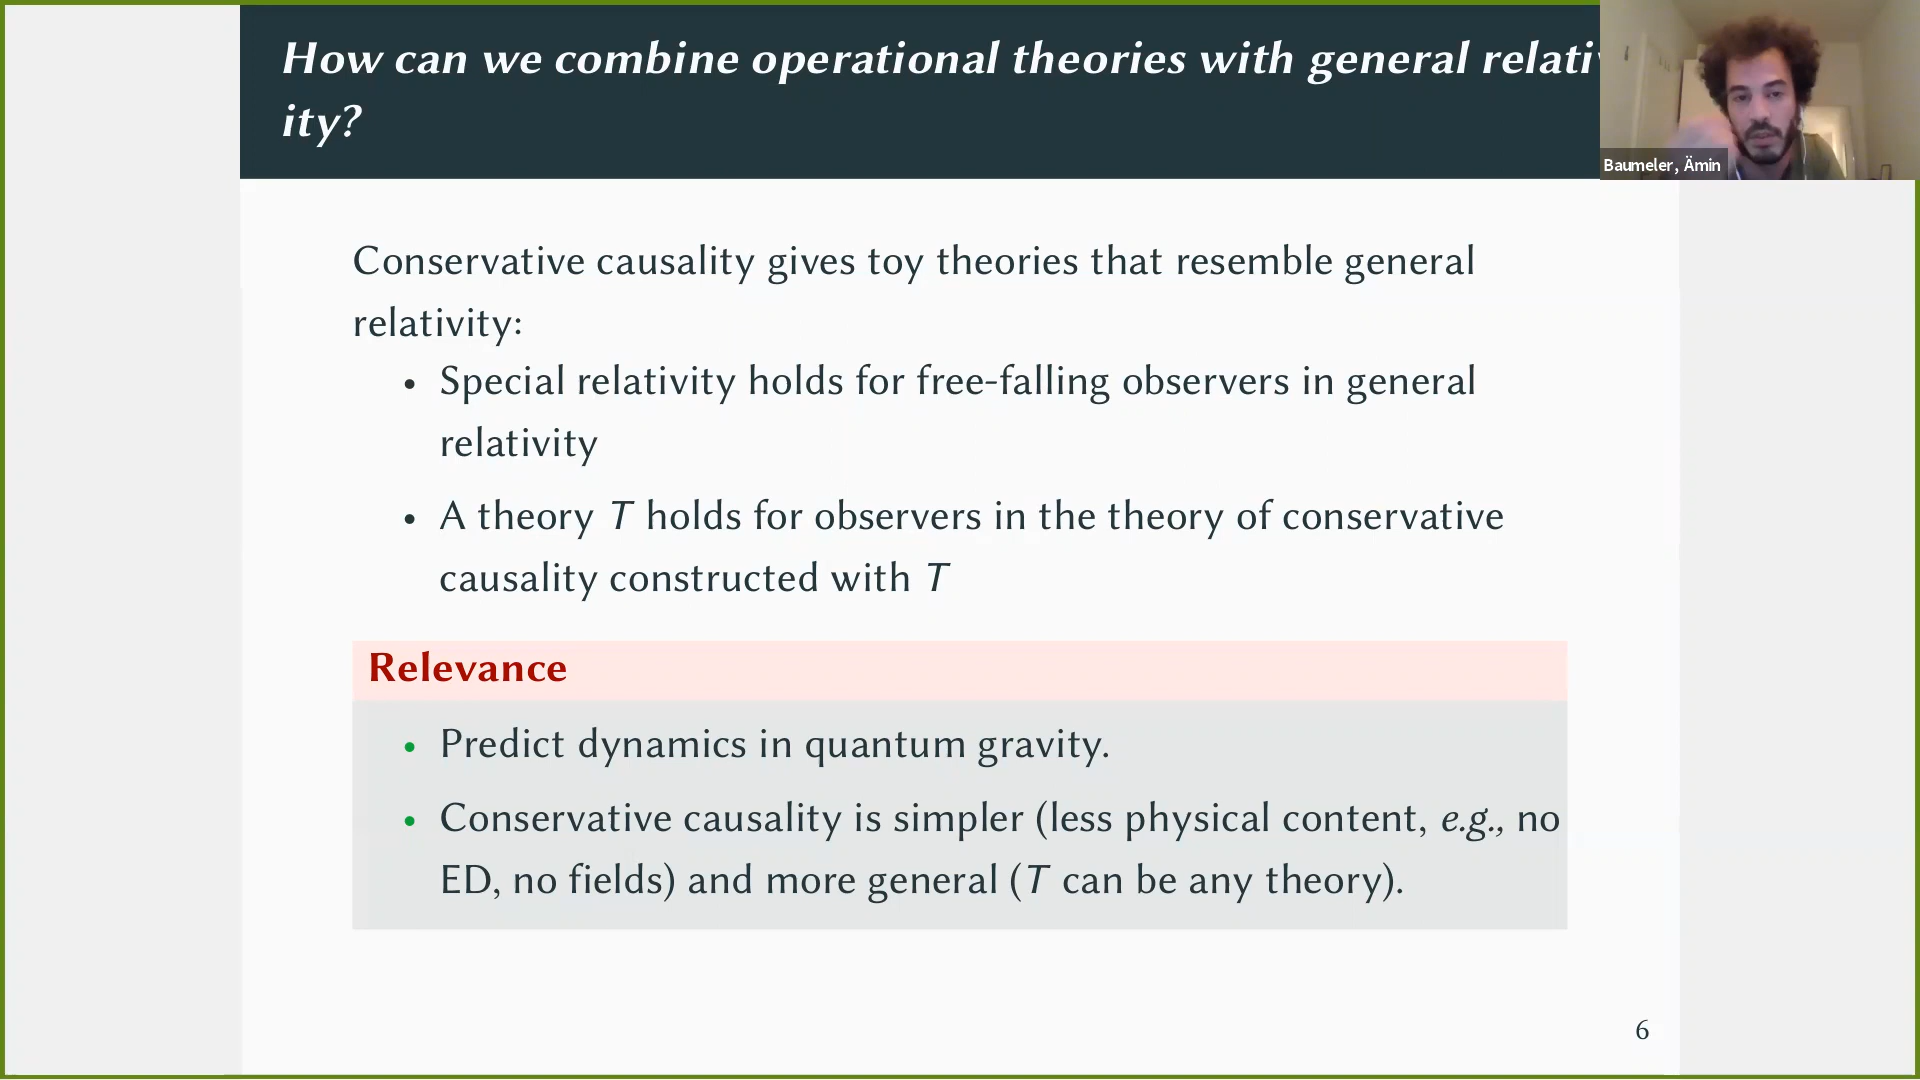 How can we combine operational theories with general relativ
ity?
Baumeler, Ämin
Conservative causality gives toy theories that resemble general
relativity:
• Special relativity holds for free-falling observers in general
relativity
• A theory T holds for observers in the theory of conservative
causality constructed with T
Relevance
• Predict dynamics in quantum gravity.
• Conservative causality is simpler (less physical content, e.g., no
ED, no fields) and more general (T can be any theory).
6